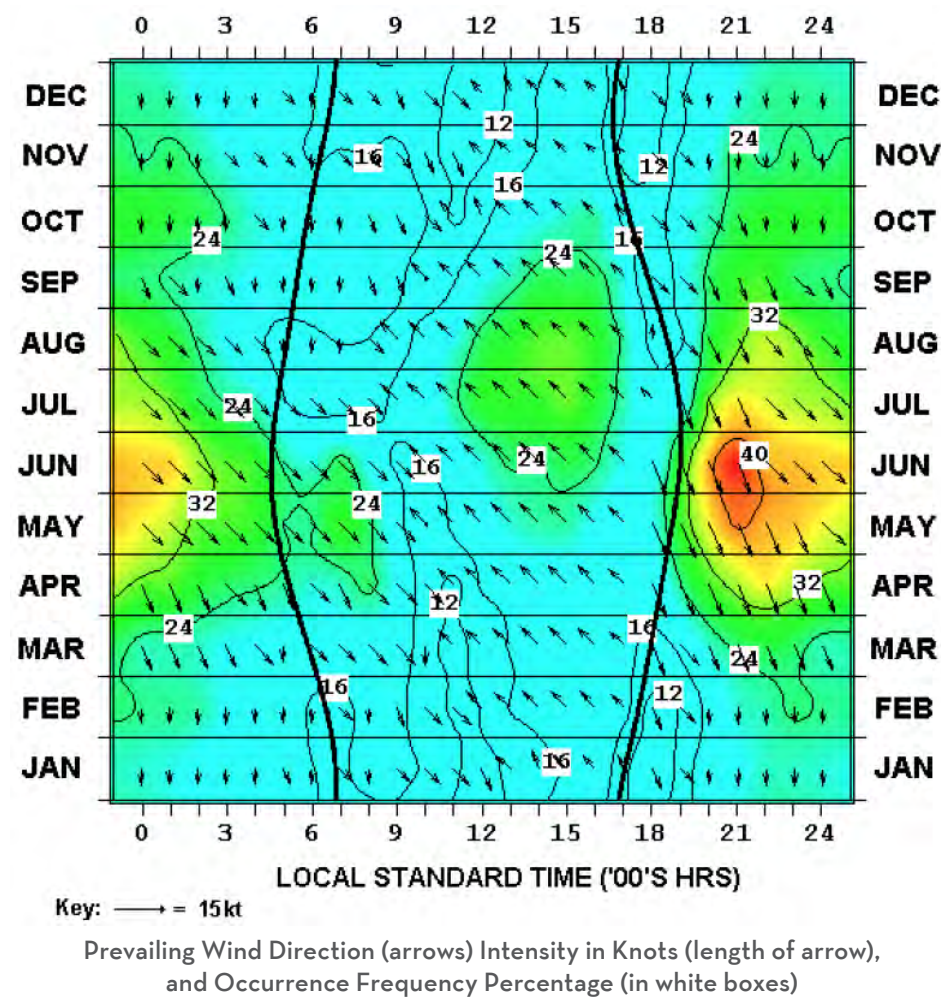 0 3 6 9 12 15 18 21 24
DEC DEC
12
24
NOV 16 12 NOV
16
OCT OCT
24 16
24
SEP SEP
32
AUG AUG
JUL 24 JUL
16
40
JUN 16 24 JUN
32 24
MAY MAY
APR 32 APR
12
24 16
MAR 24 MAR
16 12
FEB FEB
JAN 16 JAN
0 3 6 9 12 15 18 21 24
LOCAL STANDARD TIME ('00'S HRS)
Key: = 15kt
Prevailing Wind Direction (arrows) Intensity in Knots (length of arrow),
and Occurrence Frequency Percentage (in white boxes)